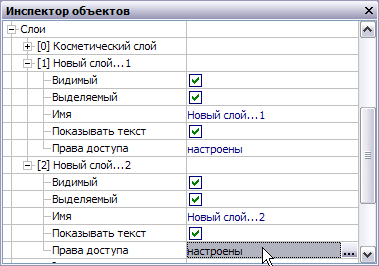 Инспектор объектов
Слои
[0] Косметический слой
[1] Новый слой...1
Видимый
Выделяемый
Имя Новый слой...1
Показывать текст
Права доступа настроены
[2] Новый слой...2
Видимый
Выделяемый
Имя Новый слой...2
Показывать текст
Права доступа настроены ...